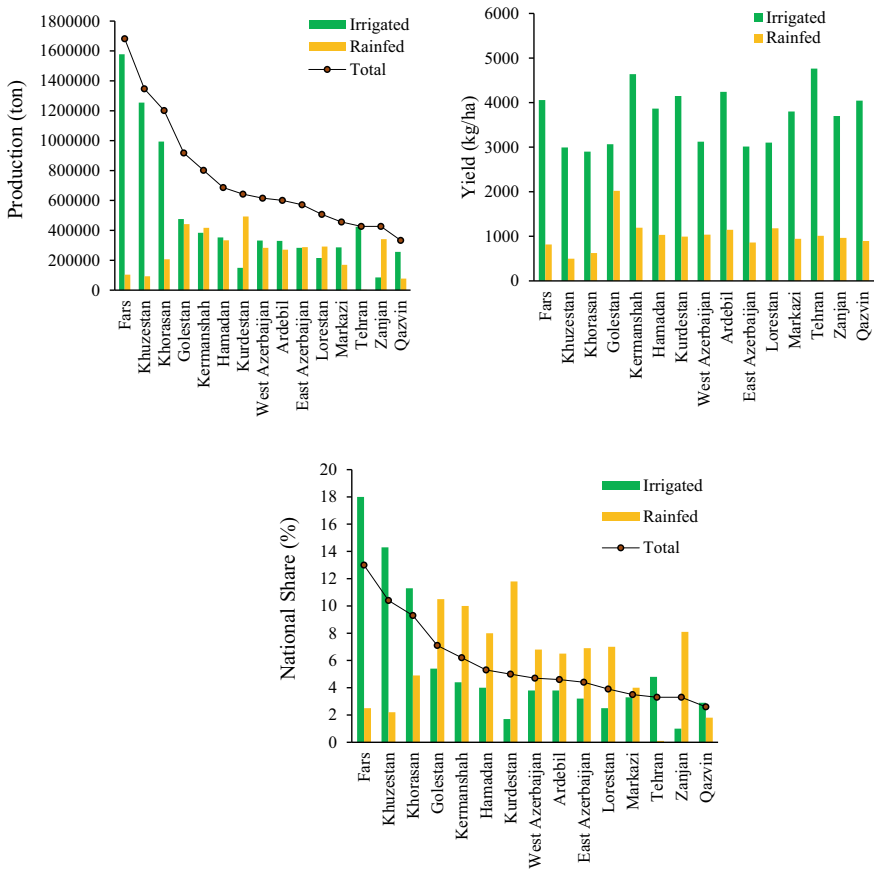 Production (ton)
1800000
1600000
1400000
1200000
1000000
800000
600000
400000
200000
0
Irrigated
Rainfed
Total
Fars
Khuzestan
Khorasan
Golestan
Kermanshah
Hamadan
Kurdestan
West Azerbaijan
Ardebil
East Azerbaijan
Lorestan
Markazi
Tehran
Zanjan
Qazvin
Yield (kg/ha)
6000
5000
4000
3000
2000
1000
0
Irrigated
Rainfed
Fars
Khuzestan
Khorasan
Golestan
Kermanshah
Hamadan
Kurdestan
West Azerbaijan
Ardebil
East Azerbaijan
Lorestan
Markazi
Tehran
Zanjan
Qazvin
National Share (%)
20
18
16
14
12
10
8
6
4
2
0
Irrigated
Rainfed
Total
Fars
Khuzestan
Khorasan
Golestan
Kermanshah
Hamadan
Kurdestan
West Azerbaijan
Ardebil
East Azerbaijan
Lorestan
Markazi
Tehran
Zanjan
Qazvin